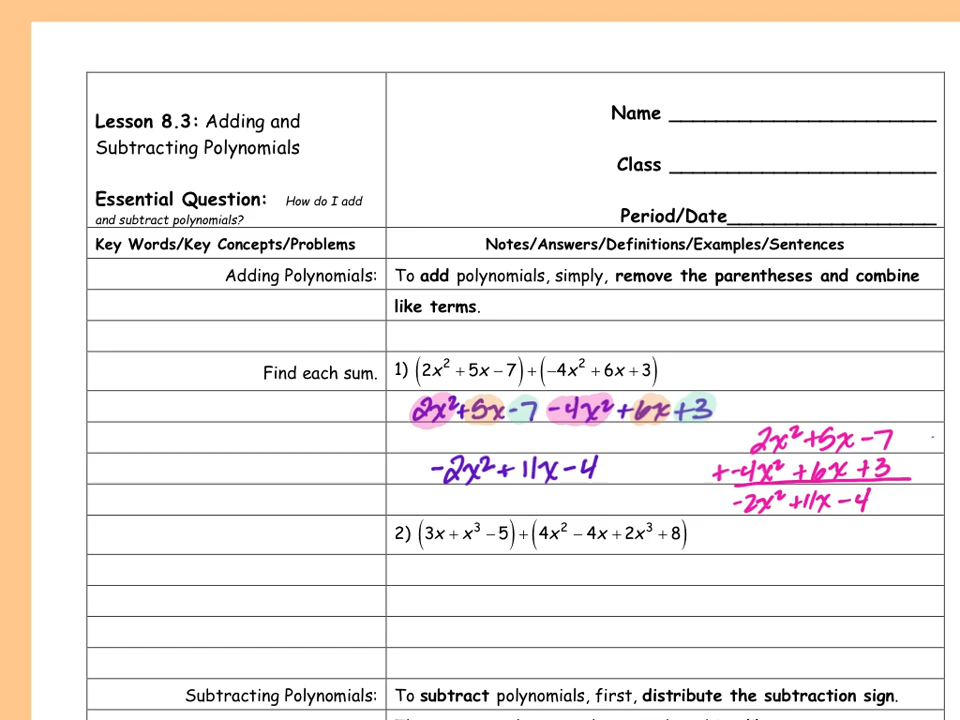 Lesson 8.3: Adding and
Subtracting Polynomials
Essential Question: How do I add
and subtract polynomials?
Name ______________________
Class ______________________
Period/Date_________________
Key Words/Key Concepts/Problems
Notes/Answers/Definitions/Examples/Sentences
Adding Polynomials:
To add polynomials, simply, remove the parentheses and combine
like terms.
Find each sum.
1) (2x² + 5x − 7) + (−4x² + 6x + 3)
2x² + 5x − 7 − 4x² + 6x + 3
−2x² + 11x − 4
2x² + 5x − 7
+ −4x² + 6x + 3
−2x² + 11x − 4
2) (3x + x³ − 5) + (4x² − 4x + 2x³ + 8)
Subtracting Polynomials:
To subtract polynomials, first, distribute the subtraction sign.